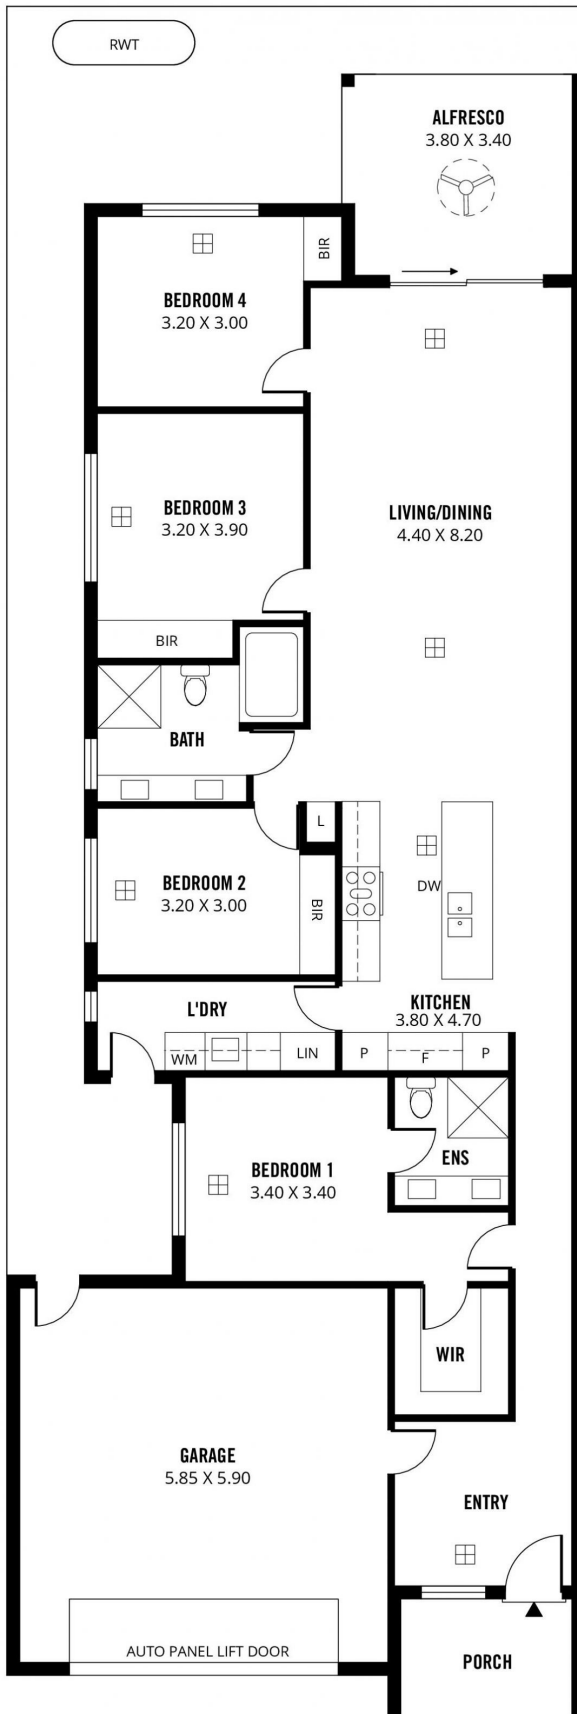 RWT
ALFRESCO
3.80 X 3.40
BIR
BEDROOM 4
3.20 X 3.00
BEDROOM 3
3.20 X 3.90
LIVING/DINING
4.40 X 8.20
BIR
BATH
L
BEDROOM 2
3.20 X 3.00
BIR
DW
L'DRY
KITCHEN
3.80 X 4.70
WM
LIN
P
F
P
BEDROOM 1
3.40 X 3.40
ENS
WIR
GARAGE
5.85 X 5.90
ENTRY
AUTO PANEL LIFT DOOR
PORCH